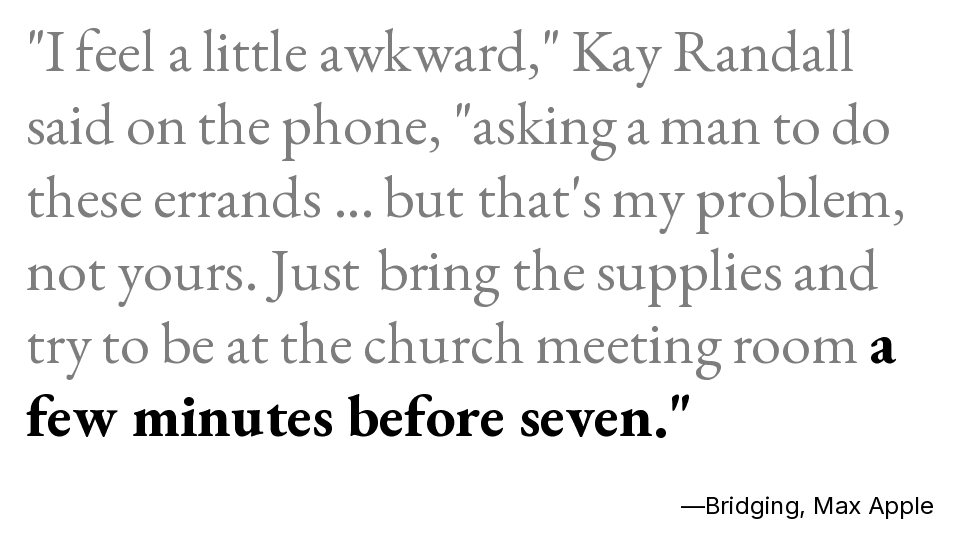 "I feel a little awkward," Kay Randall
said on the phone, "asking a man to do
these errands ... but that's my problem,
not yours. Just bring the supplies and
try to be at the church meeting room a
few minutes before seven."
—Bridging, Max Apple